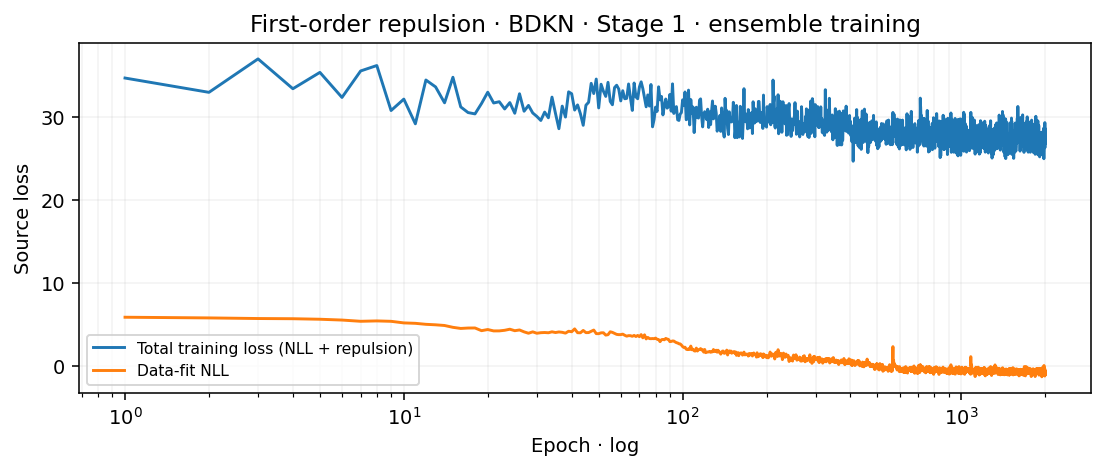 First-order repulsion · BDKN · Stage 1 · ensemble training
Source loss
30
20
10
0
Total training loss (NLL + repulsion)
Data-fit NLL
10⁰
10¹
10²
10³
Epoch · log